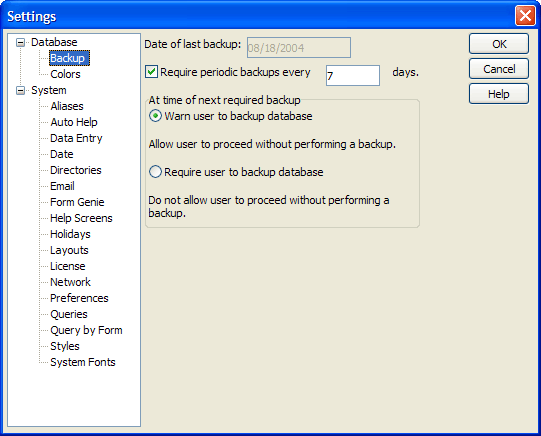 Settings
Database
Backup
Colors
System
Aliases
Auto Help
Data Entry
Date
Directories
Email
Form Genie
Help Screens
Holidays
Layouts
License
Network
Preferences
Queries
Query by Form
Styles
System Fonts
Date of last backup: 08/18/2004
Require periodic backups every 7 days.
At time of next required backup
Warn user to backup database
Allow user to proceed without performing a backup.
Require user to backup database
Do not allow user to proceed without performing a
backup.
OK
Cancel
Help